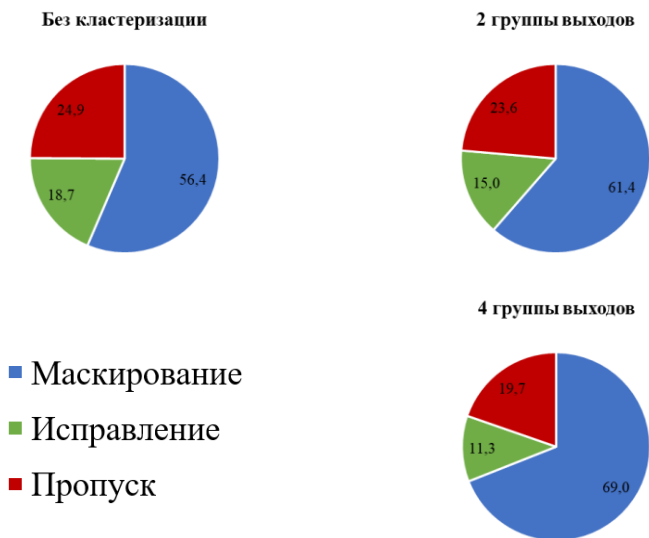 Без кластеризации
24,9
18,7
56,4
2 группы выходов
23,6
15,0
61,4
4 группы выходов
19,7
11,3
69,0
Маскирование
Исправление
Пропуск